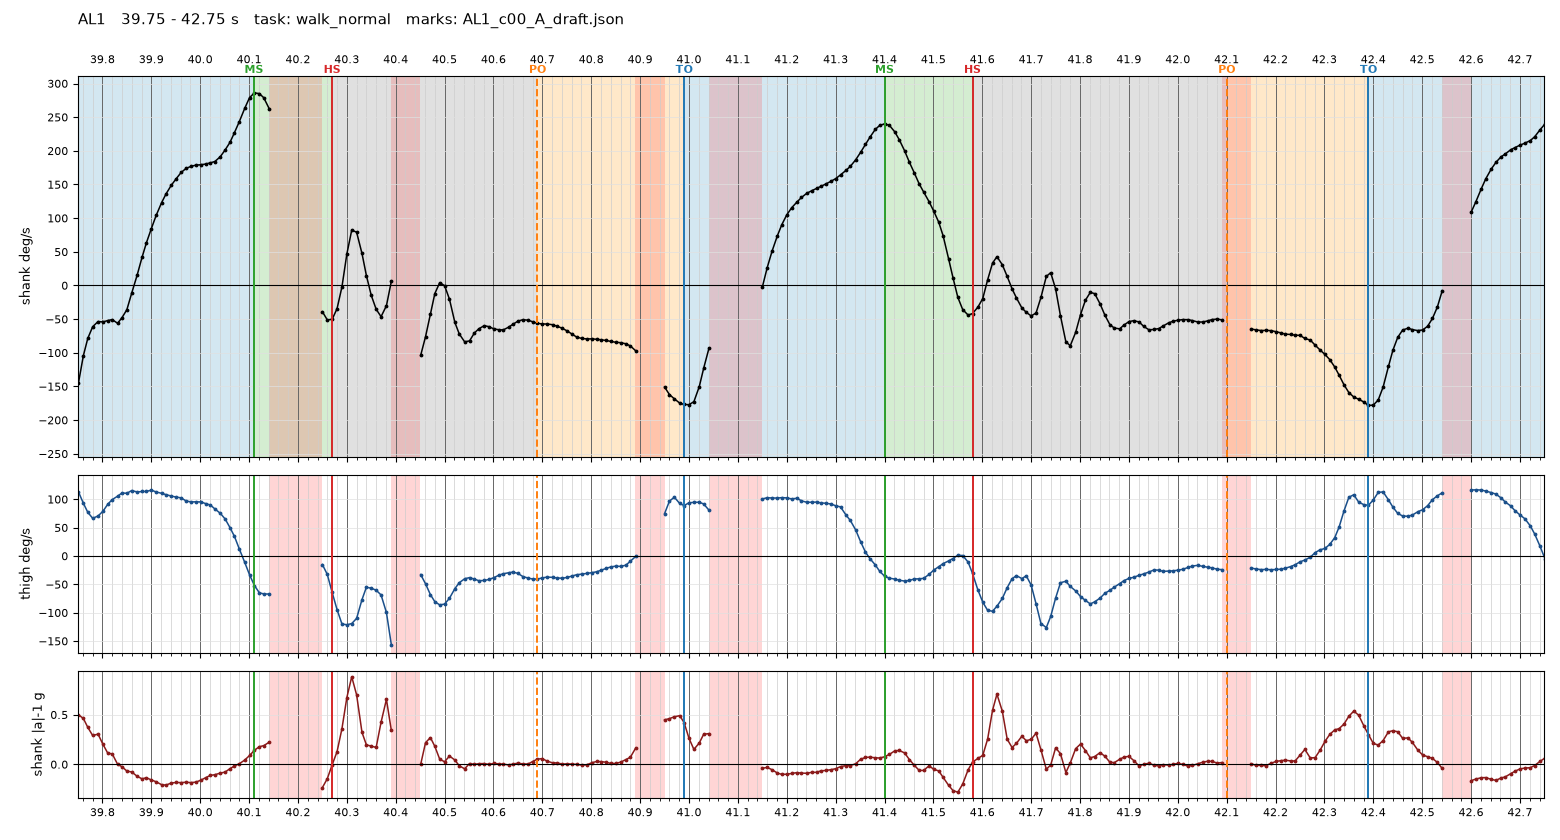 AL1   39.75 - 42.75 s   task: walk_normal   marks: AL1_c00_A_draft.json
39.8 39.9 40.0 40.1 40.2 40.3 40.4 40.5 40.6 40.7 40.8 40.9 41.0 41.1 41.2 41.3 41.4 41.5 41.6 41.7 41.8 41.9 42.0 42.1 42.2 42.3 42.4 42.5 42.6 42.7
MS HS PO TO MS HS PO TO
300
250
200
150
100
50
0
−50
−100
−150
−200
−250
shank deg/s
100
50
0
−50
−100
−150
thigh deg/s
0.5
0.0
shank |a|-1 g
39.8 39.9 40.0 40.1 40.2 40.3 40.4 40.5 40.6 40.7 40.8 40.9 41.0 41.1 41.2 41.3 41.4 41.5 41.6 41.7 41.8 41.9 42.0 42.1 42.2 42.3 42.4 42.5 42.6 42.7